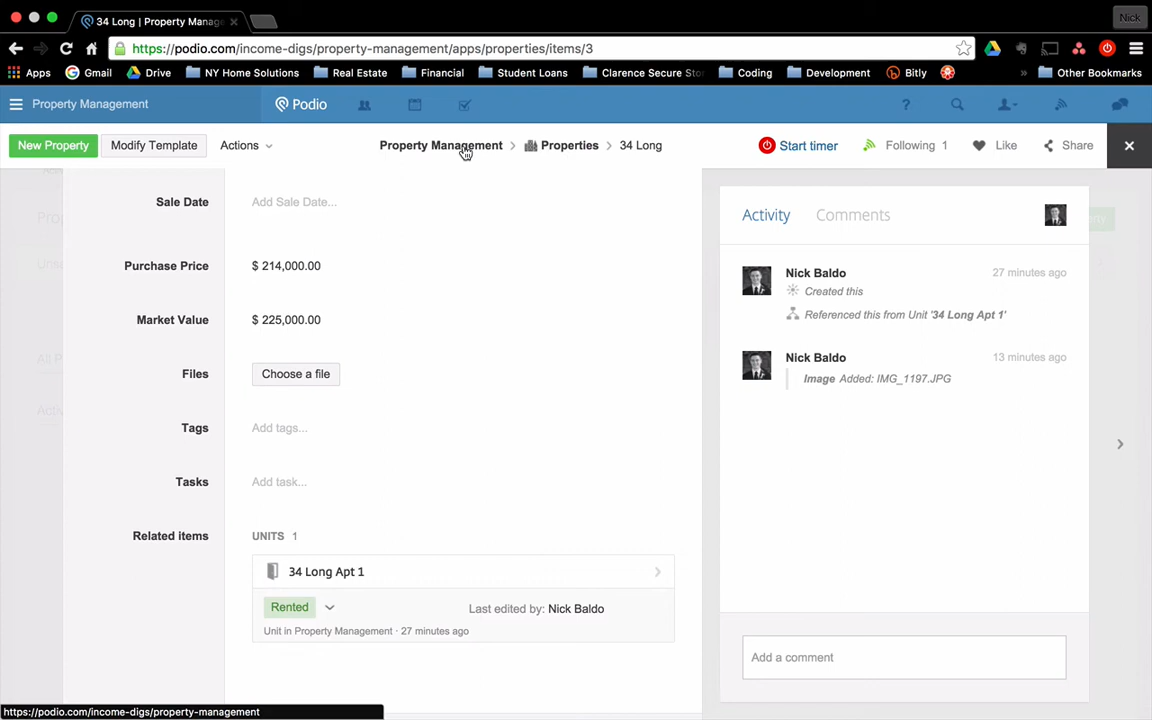 34 Long | Property Manage
Nick
https://podio.com/income-digs/property-management/apps/properties/items/3
Apps Gmail Drive NY Home Solutions Real Estate Financial Student Loans Clarence Secure Stor Coding Development Bitly » Other Bookmarks
Property Management Podio ?
New Property Modify Template Actions Property Management > Properties > 34 Long Start timer Following 1 Like Share
Sale Date Add Sale Date...
Purchase Price $ 214,000.00
Market Value $ 225,000.00
Files Choose a file
Tags Add tags...
Tasks Add task...
Related items UNITS 1
34 Long Apt 1
Rented Last edited by: Nick Baldo
Unit in Property Management · 27 minutes ago
Activity Comments
Nick Baldo 27 minutes ago
Created this
Referenced this from Unit '34 Long Apt 1'
Nick Baldo 13 minutes ago
Image Added: IMG_1197.JPG
Add a comment
https://podio.com/income-digs/property-management